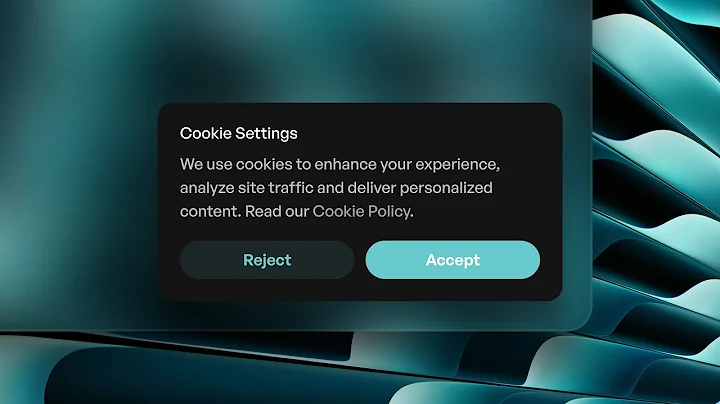 Cookie Settings
We use cookies to enhance your experience,
analyze site traffic and deliver personalized
content. Read our Cookie Policy.
Reject
Accept